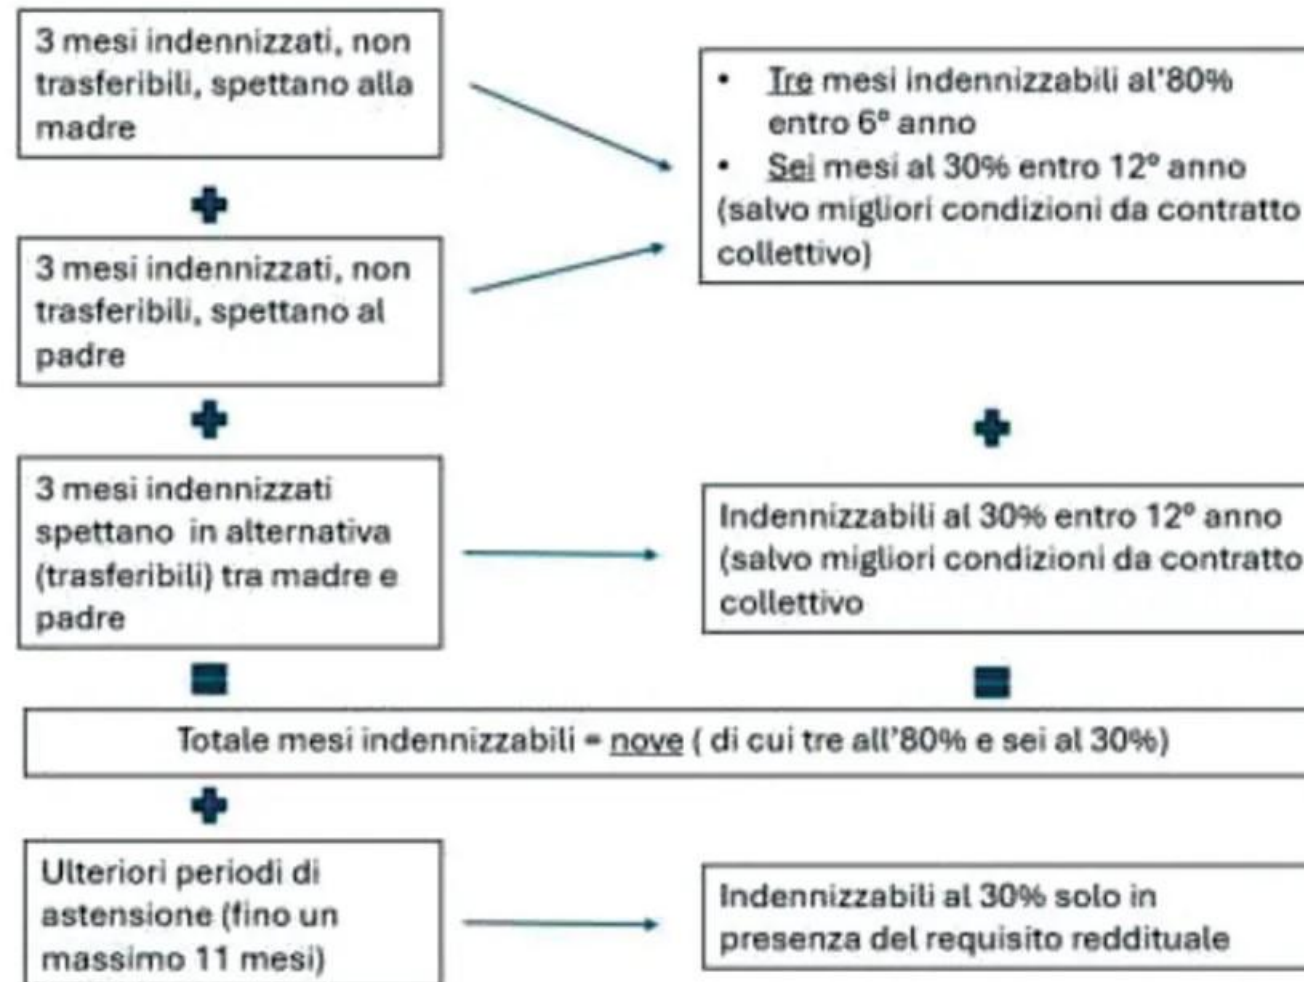 3 mesi indennizzati, non
trasferibili, spettano alla
madre
3 mesi indennizzati, non
trasferibili, spettano al
padre
3 mesi indennizzati
spettano in alternativa
(trasferibili) tra madre e
padre
• Tre mesi indennizzabili al'80%
entro 6° anno
• Sei mesi al 30% entro 12° anno
(salvo migliori condizioni da contratto
collettivo)
Indennizzabili al 30% entro 12° anno
(salvo migliori condizioni da contratto
collettivo
Totale mesi indennizzabili = nove ( di cui tre all'80% e sei al 30%)
Ulteriori periodi di
astensione (fino un
massimo 11 mesi)
Indennizzabili al 30% solo in
presenza del requisito reddituale